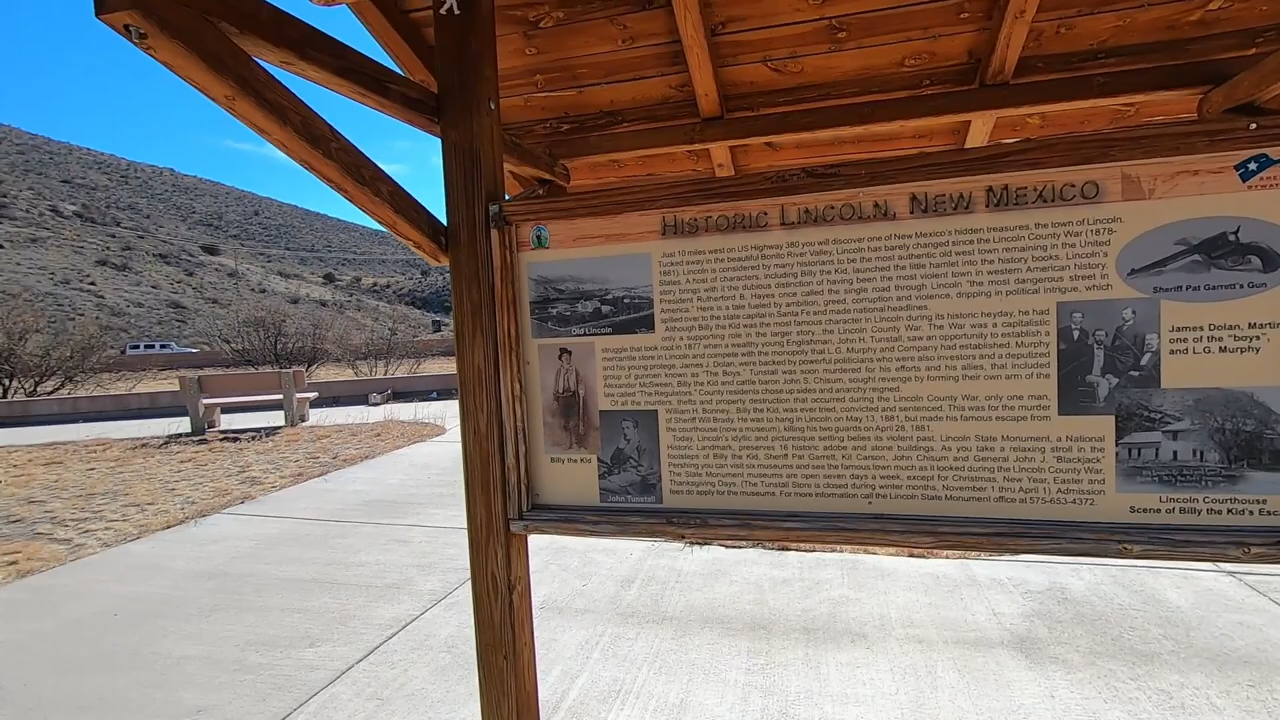 HISTORIC LINCOLN, NEW MEXICO
Just 10 miles west on US Highway 380 you will discover one of New Mexico's hidden treasures, the town of Lincoln.
Tucked away in the beautiful Bonito River Valley, Lincoln has barely changed since the Lincoln County War (1878-
1881). Lincoln is considered by many historians to be the most authentic old west town remaining in the United
States. A host of characters, including Billy the Kid, launched the little hamlet into the history books. Lincoln's
story brings with it the dubious distinction of having been the most violent town in western American history,
President Rutherford B. Hayes once called the single road through Lincoln "the most dangerous street in
America." Here is a tale fueled by ambition, greed, corruption and violence, dripping in political intrigue, which
spilled over to the state capital in Santa Fe and made national headlines.
Although Billy the Kid was the most famous character in Lincoln during its historic heyday, he had
only a supporting role in the larger story...the Lincoln County War. The War was a capitalistic
struggle that took root in 1877 when a wealthy young Englishman, John H. Tunstall, saw an opportunity to establish a
mercantile store in Lincoln and compete with the monopoly that L.G. Murphy and Company had established. Murphy
and his young protege, James J. Dolan, were backed by powerful politicians who were also investors and a deputized
group of gunmen known as "The Boys." Tunstall was soon murdered for his efforts and his allies, that included
Alexander McSween, Billy the Kid and cattle baron John S. Chisum, sought revenge by forming their own arm of the
law called "The Regulators." County residents chose up sides and anarchy reigned.
Of all the murders, thefts and property destruction that occurred during the Lincoln County War, only one man,
William H. Bonney...Billy the Kid, was ever tried, convicted and sentenced. This was for the murder
of Sheriff Will Brady. He was to hang in Lincoln on May 13, 1881, but made his famous escape from
the courthouse (now a museum), killing his two guards on April 28, 1881.
Today, Lincoln's idyllic and picturesque setting belies its violent past. Lincoln State Monument, a National
Historic Landmark, preserves 16 historic adobe and stone buildings. As you take a relaxing stroll in the
footsteps of Billy the Kid, Sheriff Pat Garrett, Kit Carson, John Chisum and General John J. "Blackjack"
Pershing you can visit six museums and see the famous town much as it looked during the Lincoln County War.
The State Monument museums are open seven days a week, except for Christmas, New Year, Easter and
Thanksgiving Days. (The Tunstall Store is closed during winter months, November 1 thru April 1). Admission
fees do apply for the museums. For more information call the Lincoln State Monument office at 575-653-4372.
Old Lincoln
Billy the Kid
John Tunstall
Sheriff Pat Garrett's Gun
James Dolan, Martin
one of the "boys",
and L.G. Murphy
Lincoln Courthouse
Scene of Billy the Kid's Esc